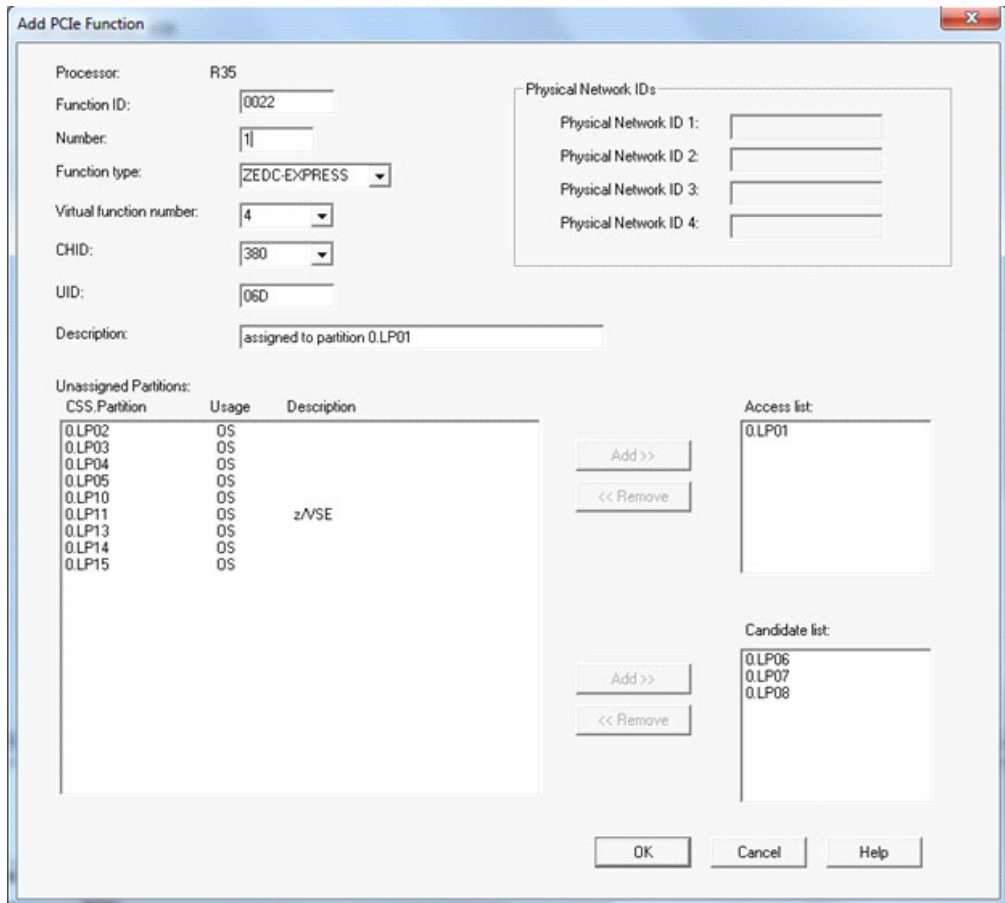 Add PCIe Function
Processor: R35
Function ID: 0022
Number: 1
Function type: ZEDC-EXPRESS
Virtual function number: 4
CHID: 380
UID: 06D
Description: assigned to partition 0.LP01
Physical Network IDs
Physical Network ID 1:
Physical Network ID 2:
Physical Network ID 3:
Physical Network ID 4:
Unassigned Partitions:
CSS.Partition Usage Description
0.LP02 OS
0.LP03 OS
0.LP04 OS
0.LP05 OS
0.LP10 OS
0.LP11 OS z/VSE
0.LP13 OS
0.LP14 OS
0.LP15 OS
Add >>
<< Remove
Access list:
0.LP01
Add >>
<< Remove
Candidate list:
0.LP06
0.LP07
0.LP08
OK Cancel Help